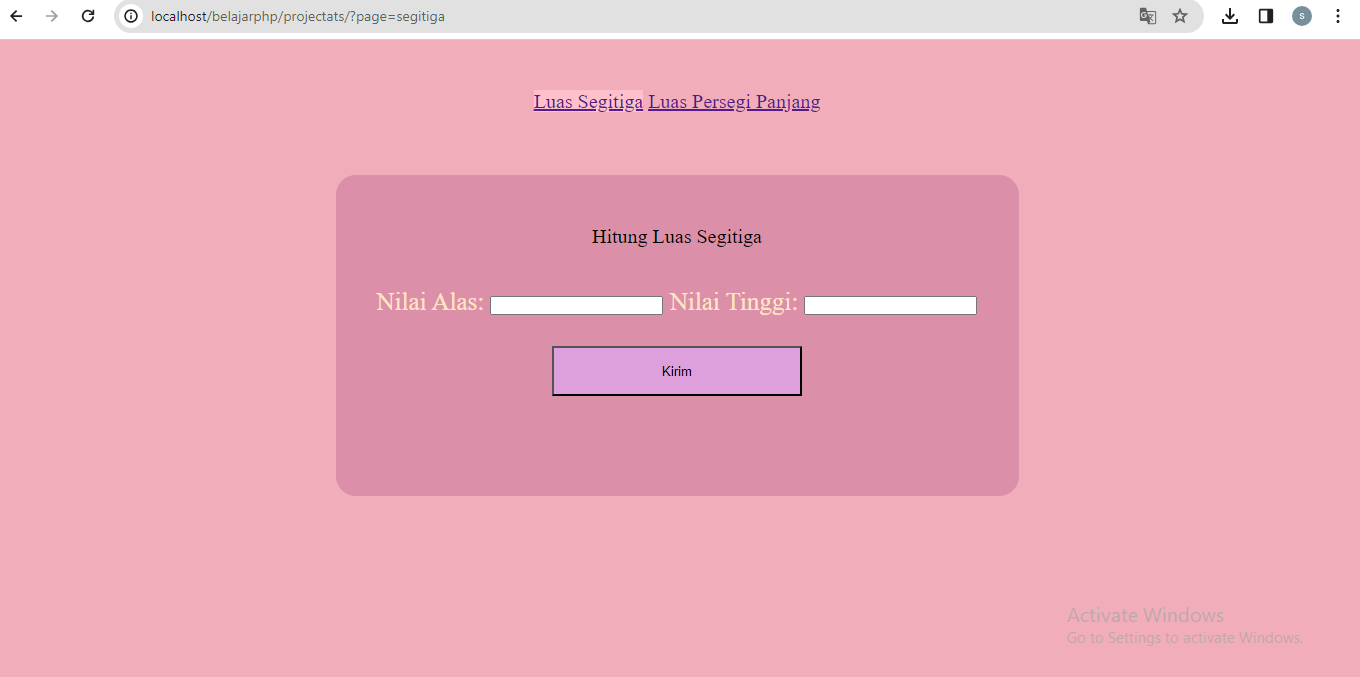 localhost/belajarphp/projectats/?page=segitiga
S
Luas Segitiga Luas Persegi Panjang
Hitung Luas Segitiga
Nilai Alas: Nilai Tinggi:
Kirim
Activate Windows
Go to Settings to activate Windows.